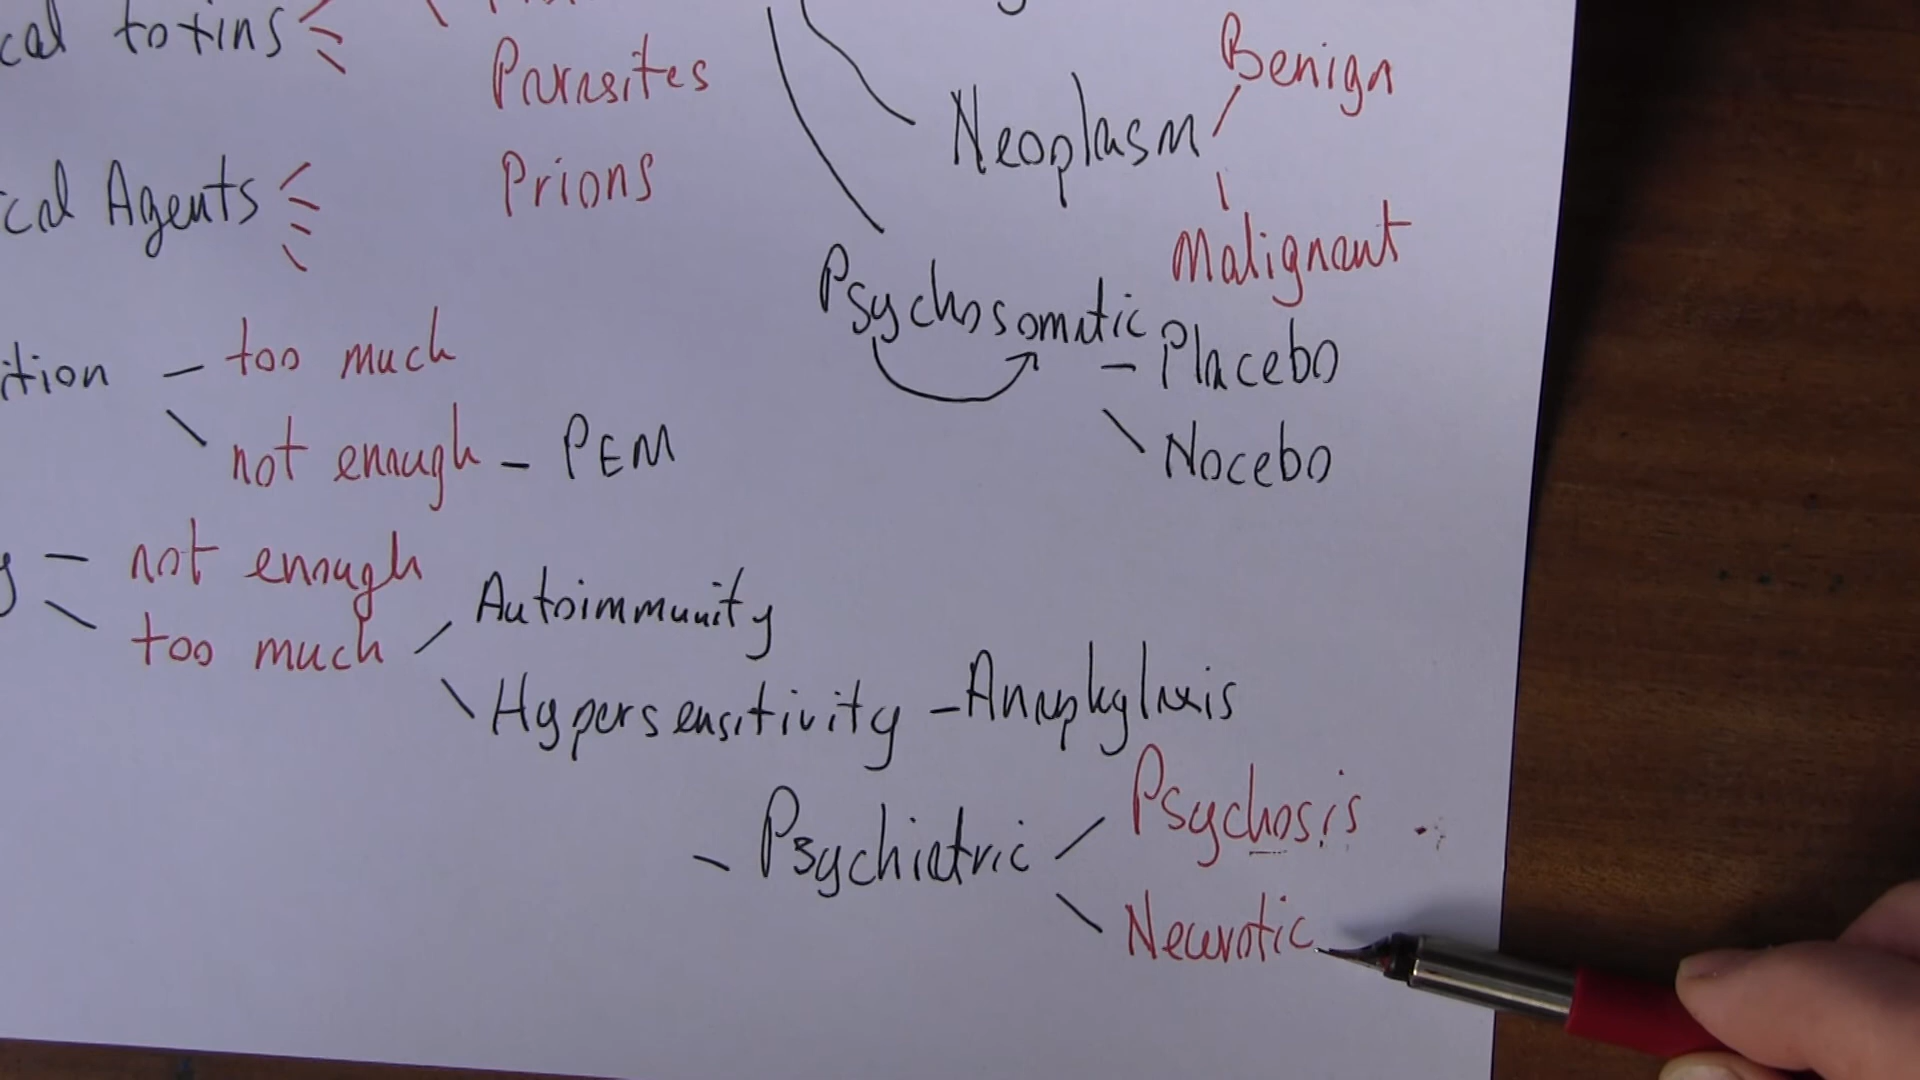 cal toxins
Parasites
Prions
cal Agents
Benign
Neoplasm
Malignant
Psychosomatic
Placebo
Nocebo
ition
too much
not enough - PEM
not enough
too much
Autoimmunity
Hypersensitivity - Anaphylaxis
- Psychiatric
Psychosis
Neurotic